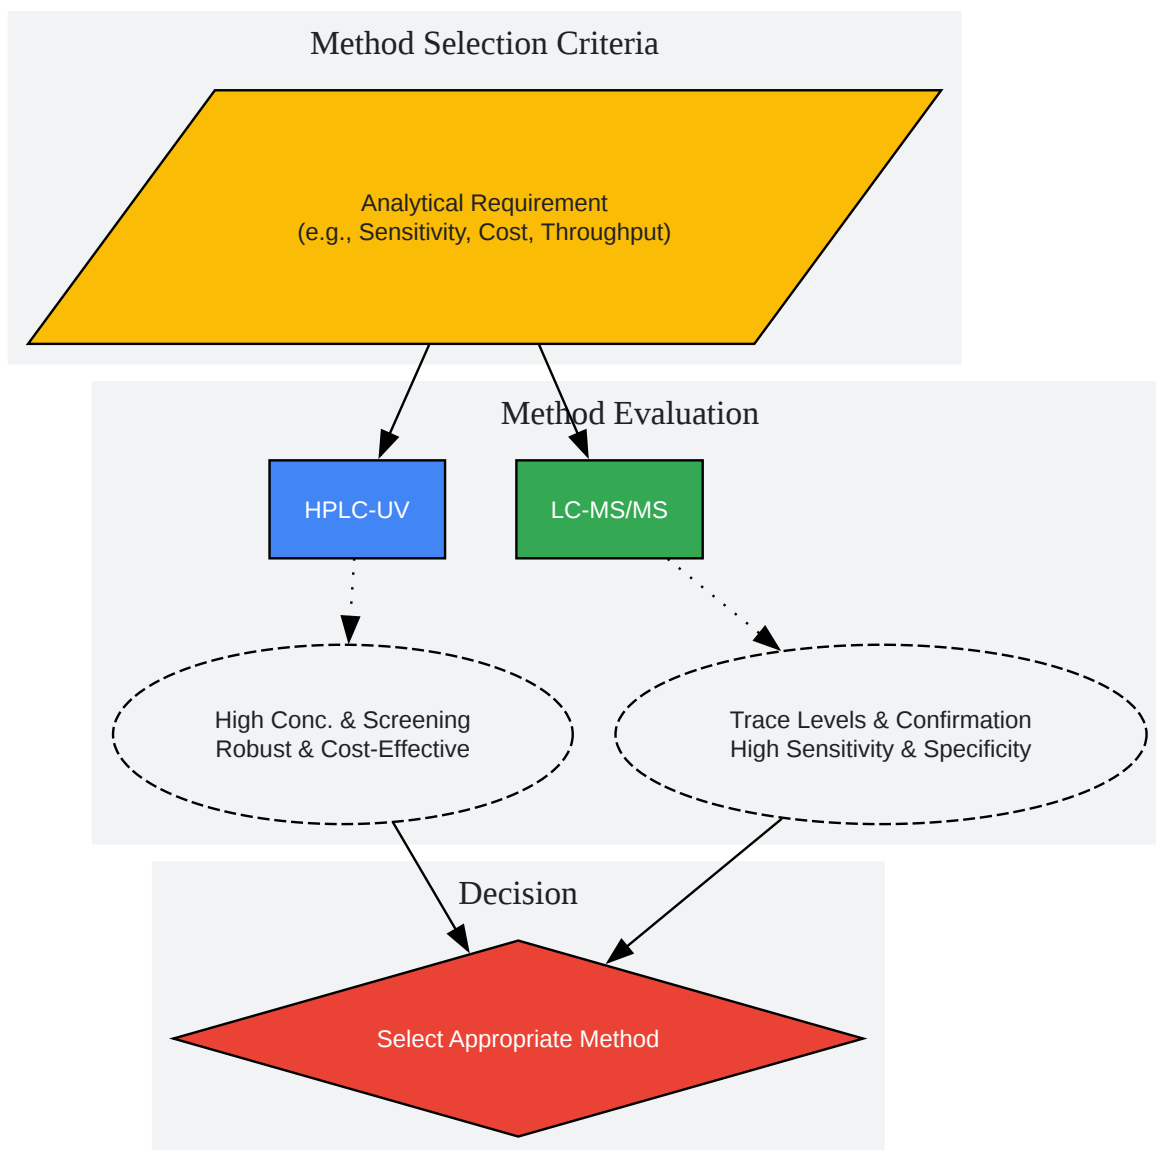 Method Selection Criteria
Analytical Requirement
(e.g., Sensitivity, Cost, Throughput)
Method Evaluation
HPLC-UV
LC-MS/MS
High Conc. & Screening
Robust & Cost-Effective
Trace Levels & Confirmation
High Sensitivity & Specificity
Decision
Select Appropriate Method